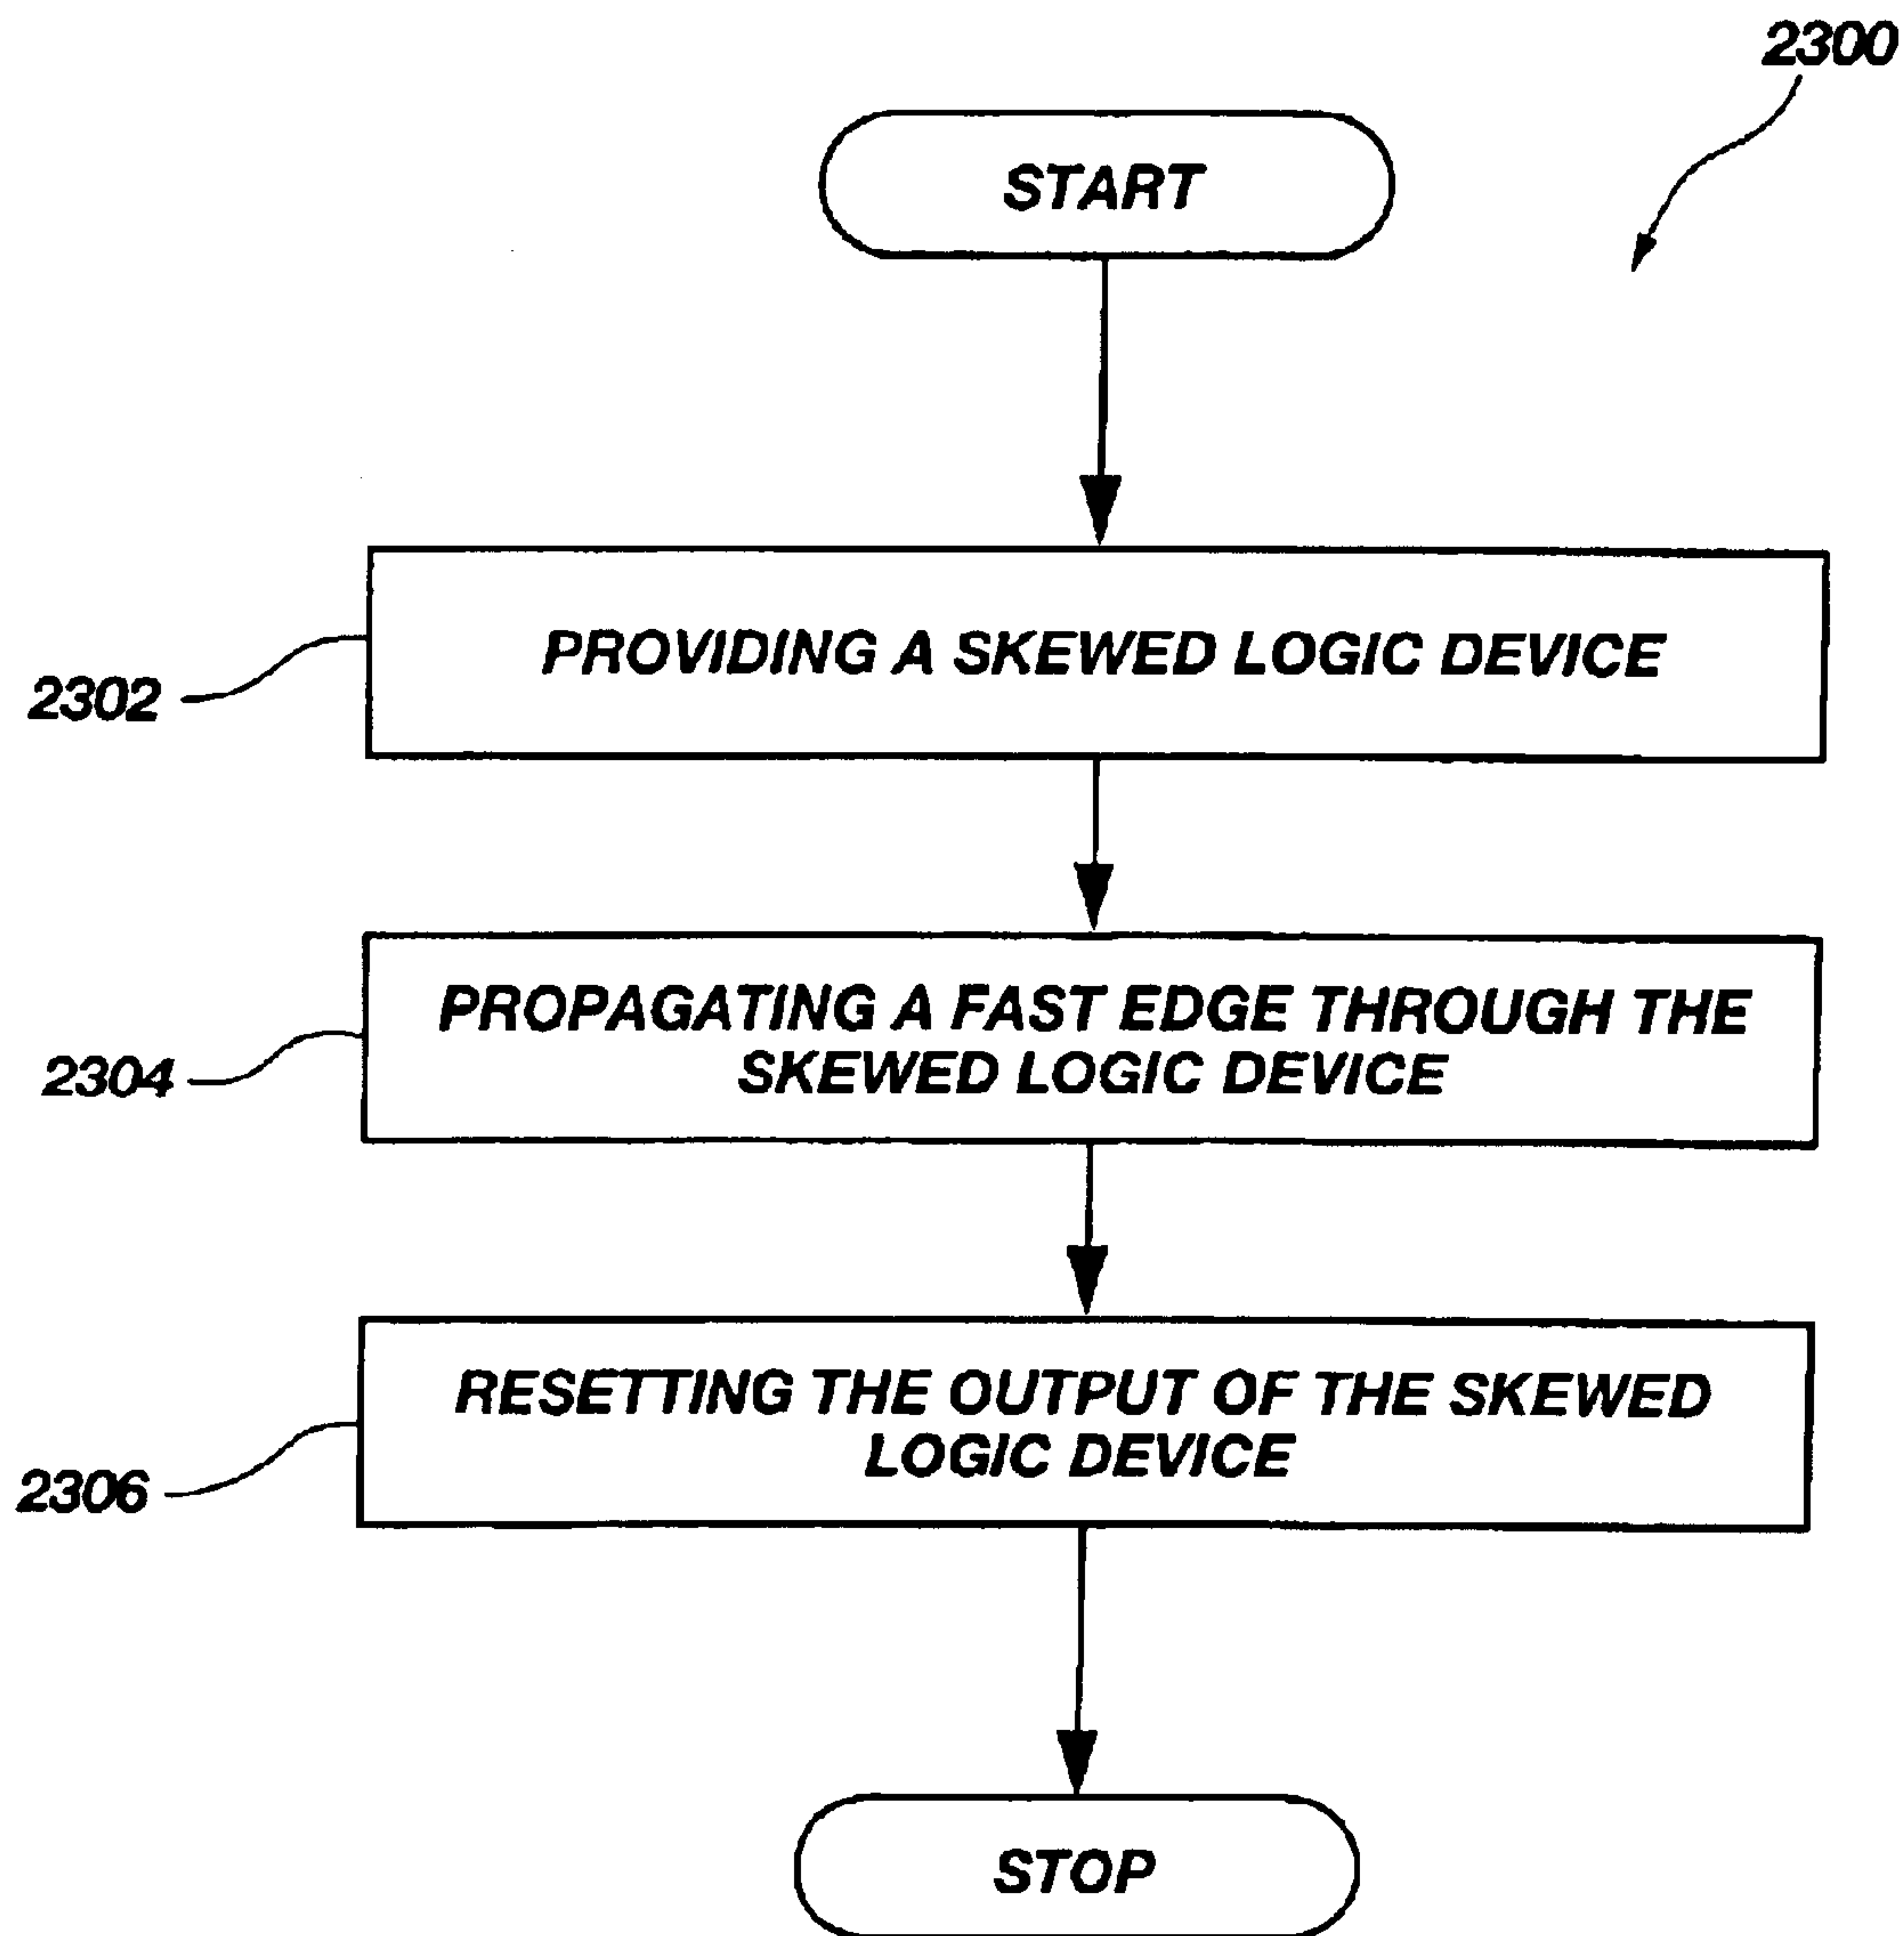 2300
START
PROVIDING A SKEWED LOGIC DEVICE
2302
PROPAGATING A FAST EDGE THROUGH THE
SKEWED LOGIC DEVICE
2304
RESETTING THE OUTPUT OF THE SKEWED
LOGIC DEVICE
2306
STOP